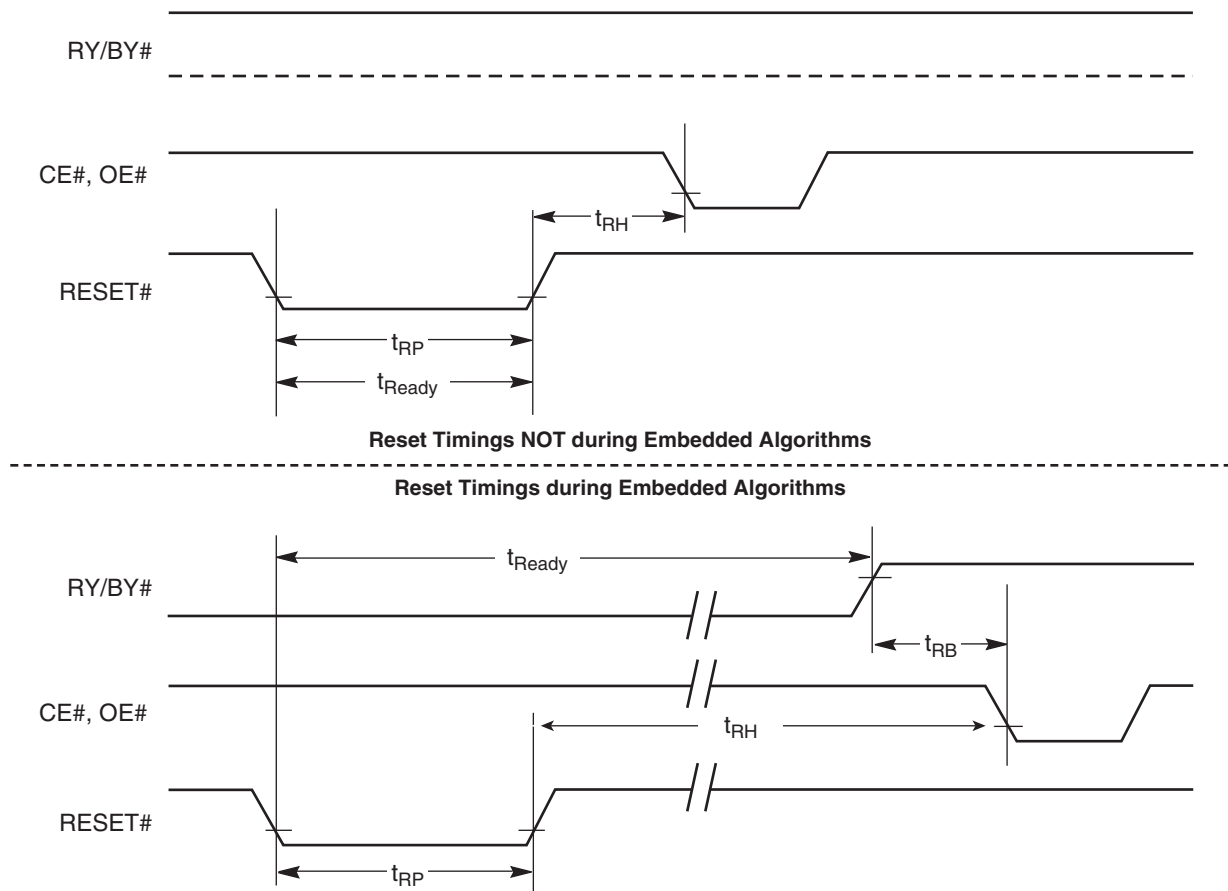 RY/BY#
CE#, OE#
tRH
RESET#
tRP
tReady
Reset Timings NOT during Embedded Algorithms
Reset Timings during Embedded Algorithms
tReady
RY/BY#
tRB
CE#, OE#
tRH
RESET#
tRP